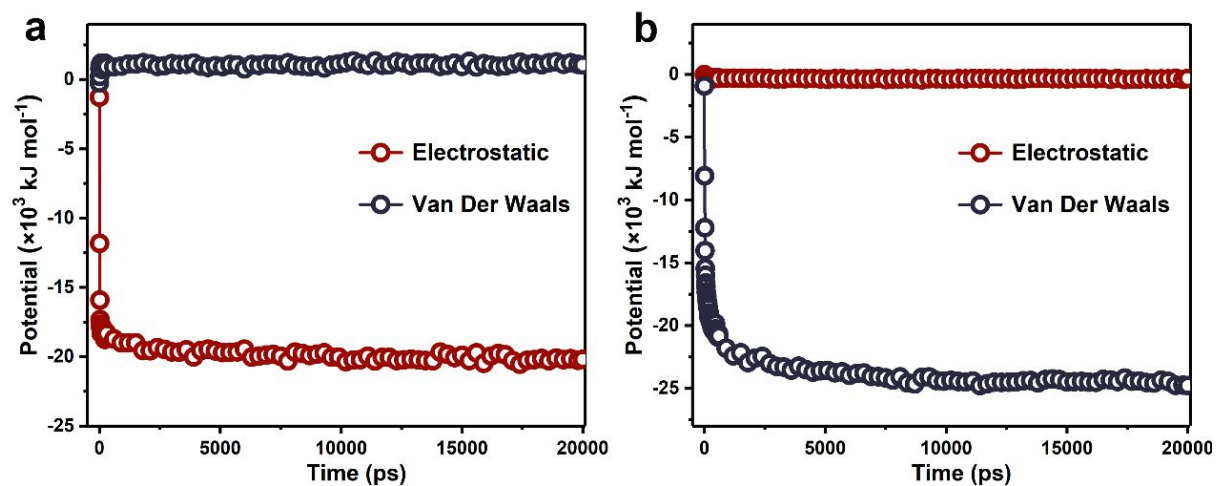 a
Potential (×10³ kJ mol⁻¹)
0
-5
-10
-15
-20
-25
Electrostatic
Van Der Waals
0 5000 10000 15000 20000
Time (ps)
b
Potential (×10³ kJ mol⁻¹)
0
-5
-10
-15
-20
-25
Electrostatic
Van Der Waals
0 5000 10000 15000 20000
Time (ps)